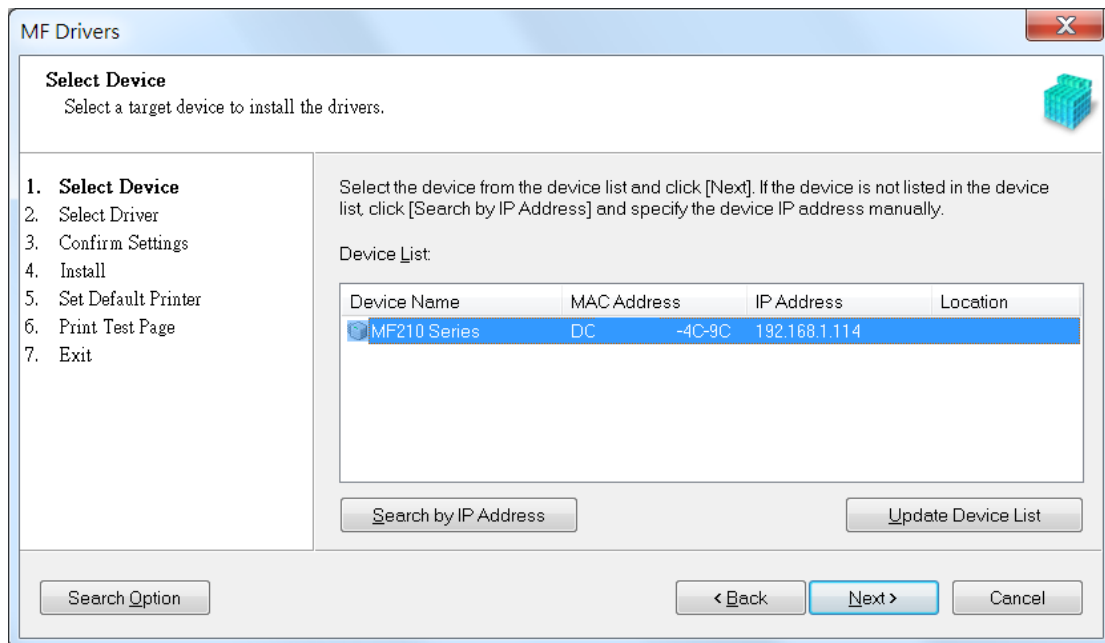 MF Drivers
X
Select Device
Select a target device to install the drivers.
1. Select Device
2. Select Driver
3. Confirm Settings
4. Install
5. Set Default Printer
6. Print Test Page
7. Exit
Select the device from the device list and click [Next]. If the device is not listed in the device
list, click [Search by IP Address] and specify the device IP address manually.
Device List:
Device Name MAC Address IP Address Location
MF210 Series DC -4C-9C 192.168.1.114
Search by IP Address Update Device List
Search Option < Back Next > Cancel